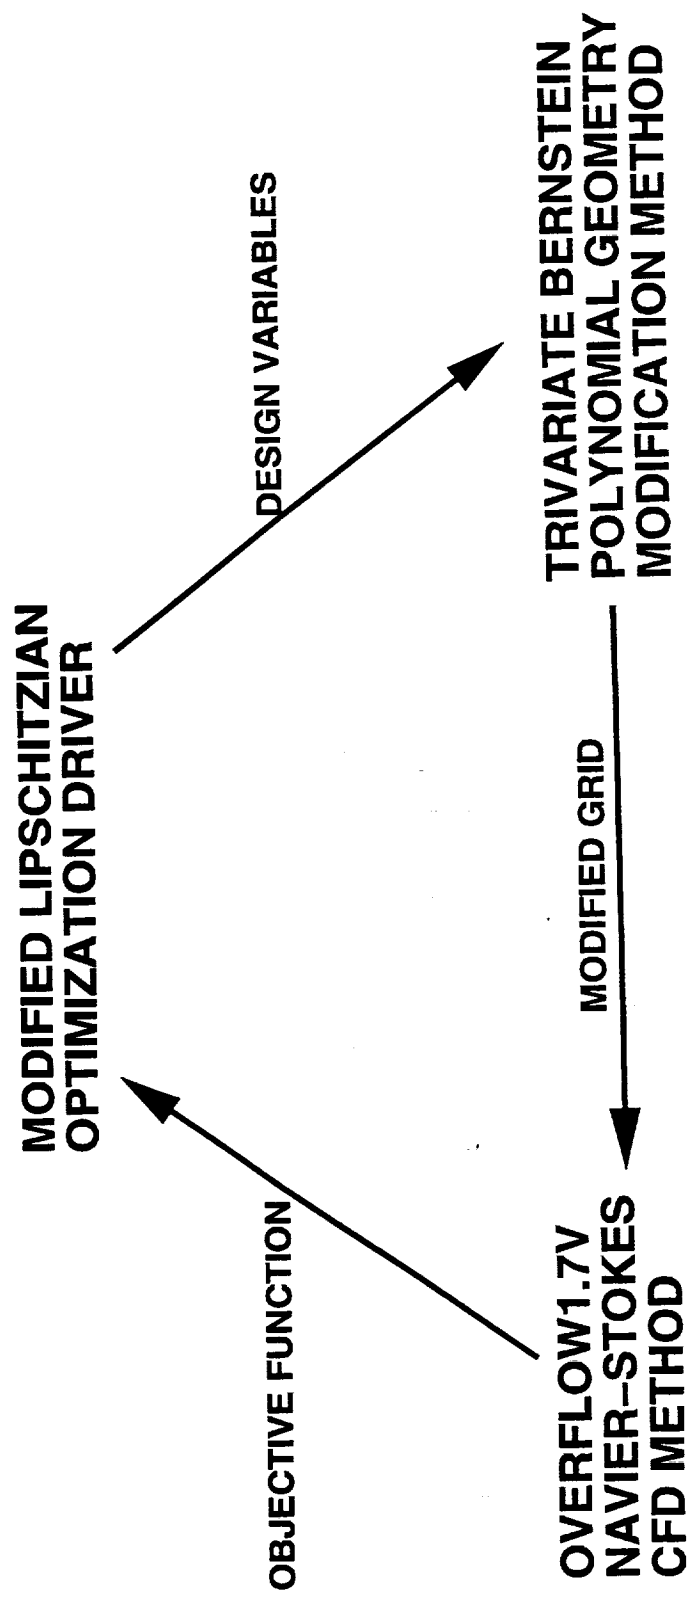 MODIFIED LIPSCHITZIAN
OPTIMIZATION DRIVER
OBJECTIVE FUNCTION
DESIGN VARIABLES
MODIFIED GRID
OVERFLOW1.7V
NAVIER–STOKES
CFD METHOD
TRIVARIATE BERNSTEIN
POLYNOMIAL GEOMETRY
MODIFICATION METHOD